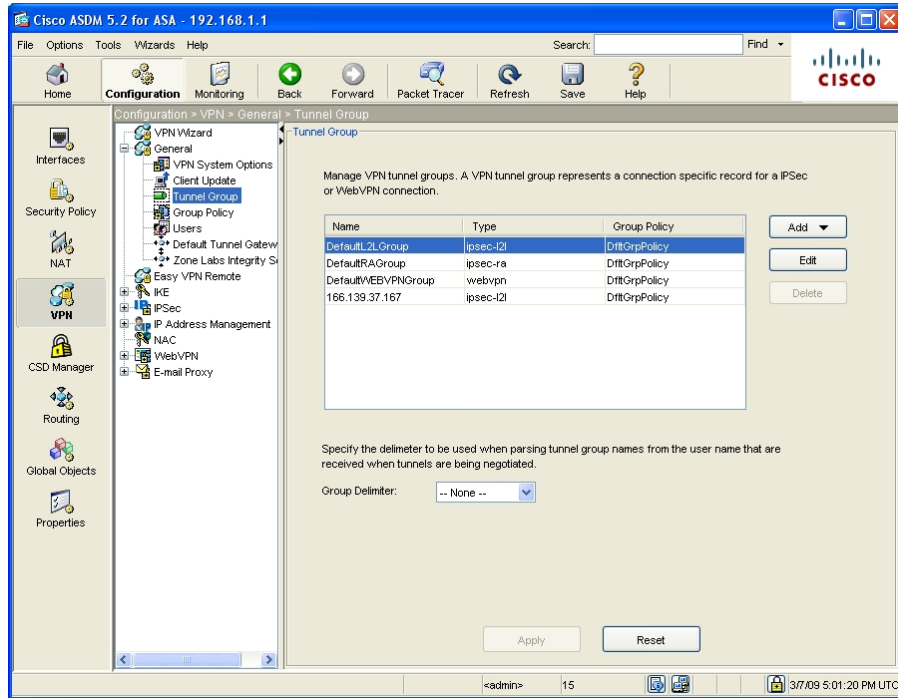 Cisco ASDM 5.2 for ASA - 192.168.1.1
File Options Tools Wizards Help
Search:
Find
Home
Configuration
Monitoring
Back
Forward
Packet Tracer
Refresh
Save
Help
CISCO
Configuration > VPN > General > Tunnel Group
Interfaces
Security Policy
NAT
VPN
CSD Manager
Routing
Global Objects
Properties
VPN Wizard
General
VPN System Options
Client Update
Tunnel Group
Group Policy
Users
Default Tunnel Gatew
Zone Labs Integrity S
Easy VPN Remote
IKE
IPSec
IP Address Management
NAC
WebVPN
E-mail Proxy
Tunnel Group
Manage VPN tunnel groups. A VPN tunnel group represents a connection specific record for a IPSec
or WebVPN connection.
Name Type Group Policy
DefaultL2LGroup ipsec-l2l DfltGrpPolicy
DefaultRAGroup ipsec-ra DfltGrpPolicy
DefaultWEBVPNGroup webvpn DfltGrpPolicy
166.139.37.167 ipsec-l2l DfltGrpPolicy
Add
Edit
Delete
Specify the delimeter to be used when parsing tunnel group names from the user name that are
received when tunnels are being negotiated.
Group Delimiter: -- None --
Apply
Reset
<admin> 15 3/7/09 5:01:20 PM UTC